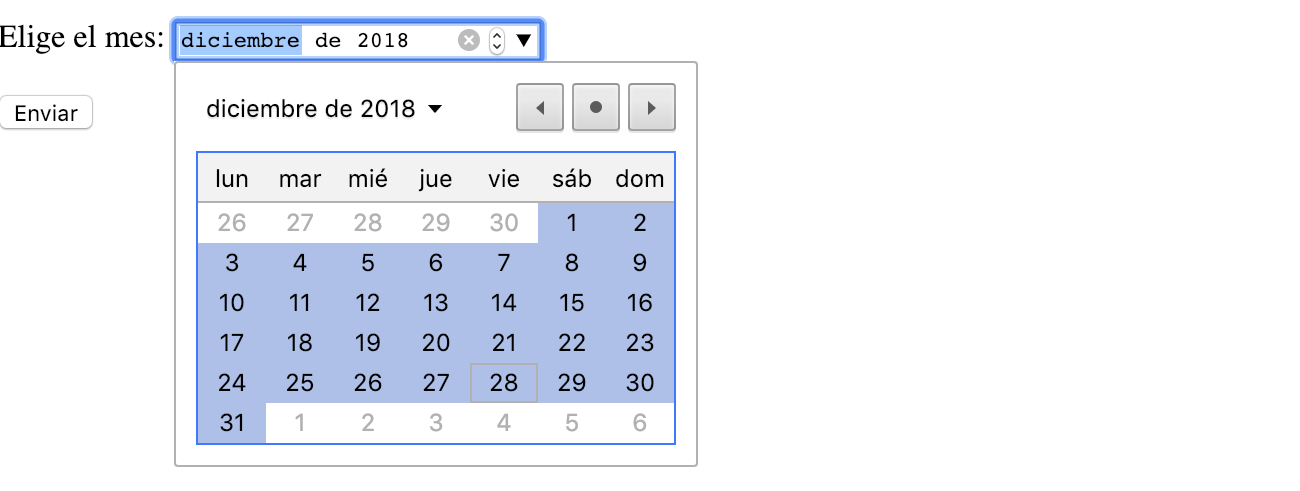 Elige el mes: diciembre de 2018
Enviar
diciembre de 2018
lun mar mié jue vie sáb dom
26 27 28 29 30 1 2
3 4 5 6 7 8 9
10 11 12 13 14 15 16
17 18 19 20 21 22 23
24 25 26 27 28 29 30
31 1 2 3 4 5 6